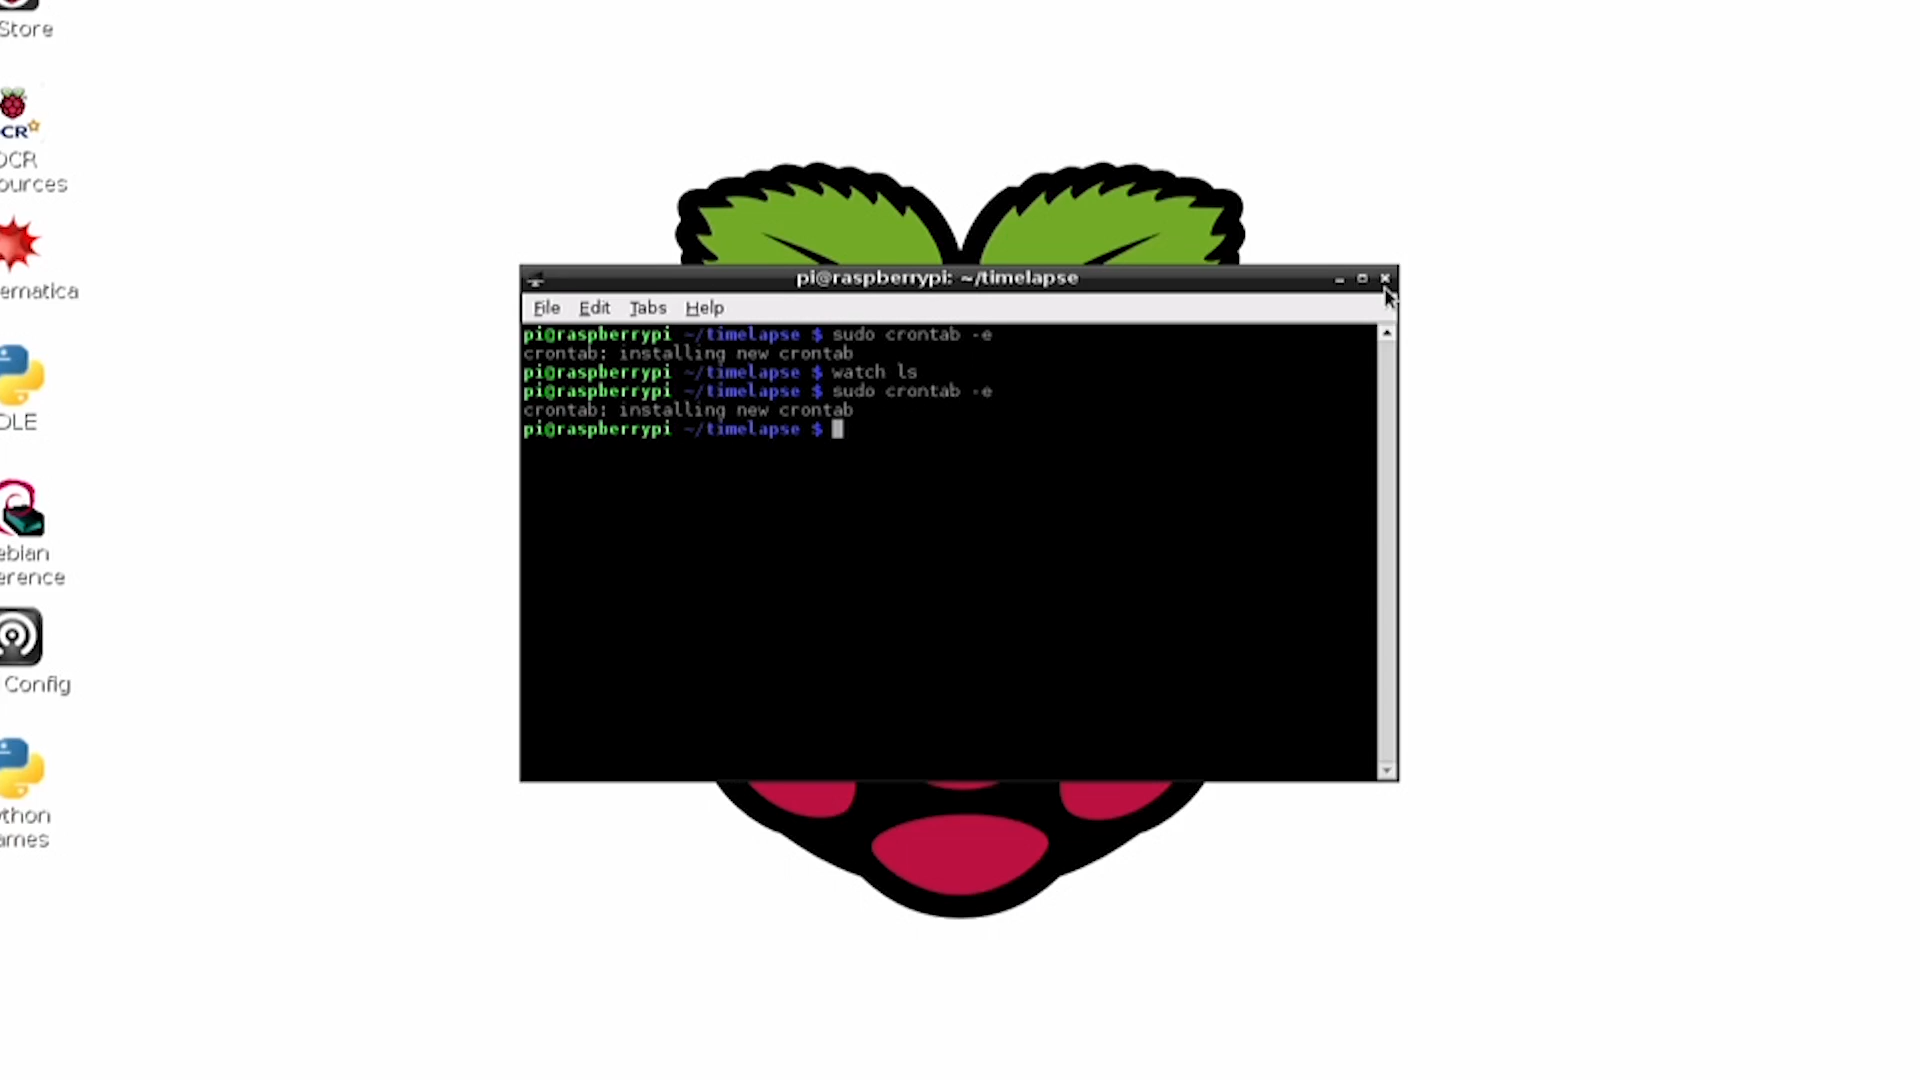 Store
CR
OCR
ources
ematica
DLE
ebian
erence
Config
ython
ames
pi@raspberrypi: ~/timelapse
File Edit Tabs Help
pi@raspberrypi ~/timelapse $ sudo crontab -e
crontab: installing new crontab
pi@raspberrypi ~/timelapse $ watch ls
pi@raspberrypi ~/timelapse $ sudo crontab -e
crontab: installing new crontab
pi@raspberrypi ~/timelapse $